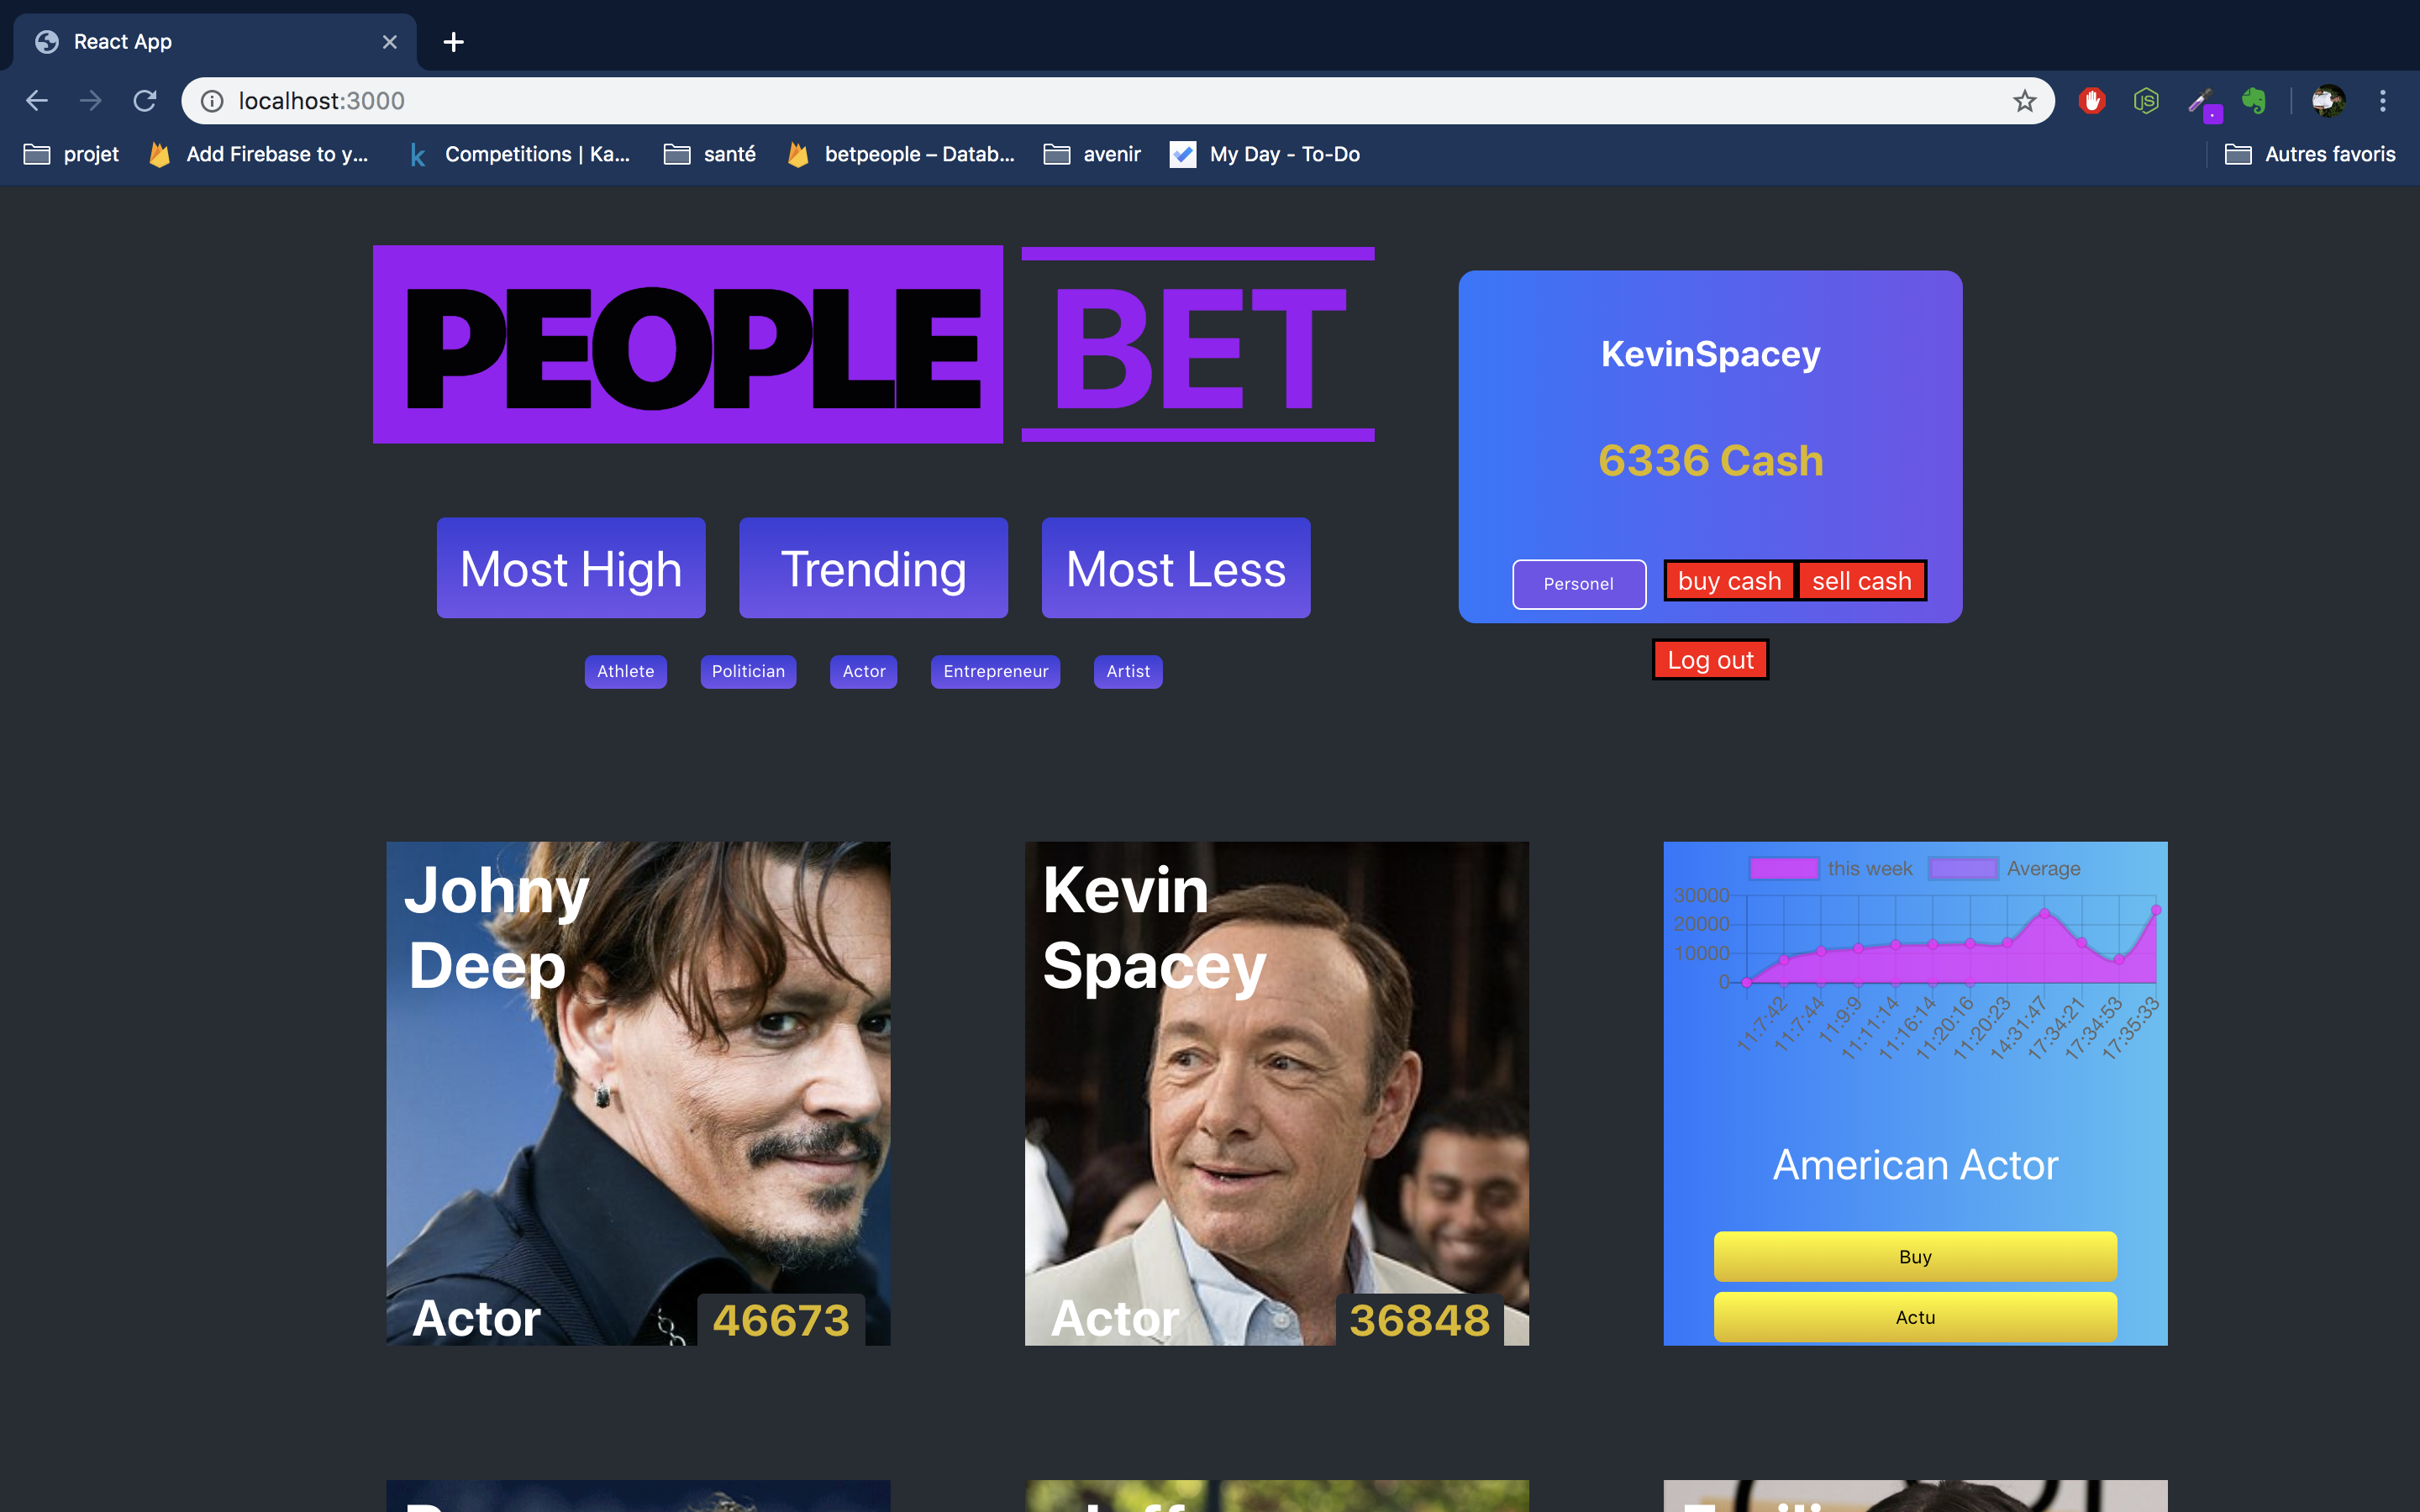 React App
localhost:3000
projet
Add Firebase to y...
Competitions | Ka...
santé
betpeople – Datab...
avenir
My Day - To-Do
Autres favoris
PEOPLE BET
KevinSpacey
6336 Cash
Personel
buy cash
sell cash
Log out
Most High
Trending
Most Less
Athlete
Politician
Actor
Entrepreneur
Artist
Johny
Deep
Actor
46673
Kevin
Spacey
Actor
36848
this week
Average
30000
20000
10000
0
11:7:42
11:7:44
11:9:9
11:11:14
11:16:14
11:20:16
11:20:23
14:31:47
17:34:21
17:34:53
17:35:33
American Actor
Buy
Actu